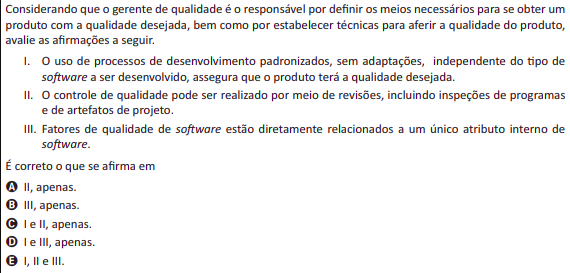 Considerando que o gerente de qualidade é o responsável por definir os meios necessários para se obter um
produto com a qualidade desejada, bem como por estabelecer técnicas para aferir a qualidade do produto,
avalie as afirmações a seguir.
I. O uso de processos de desenvolvimento padronizados, sem adaptações, independente do tipo de
software a ser desenvolvido, assegura que o produto terá a qualidade desejada.
II. O controle de qualidade pode ser realizado por meio de revisões, incluindo inspeções de programas
e de artefatos de projeto.
III. Fatores de qualidade de software estão diretamente relacionados a um único atributo interno de
software.
É correto o que se afirma em
A II, apenas.
B III, apenas.
C I e II, apenas.
D I e III, apenas.
E I, II e III.